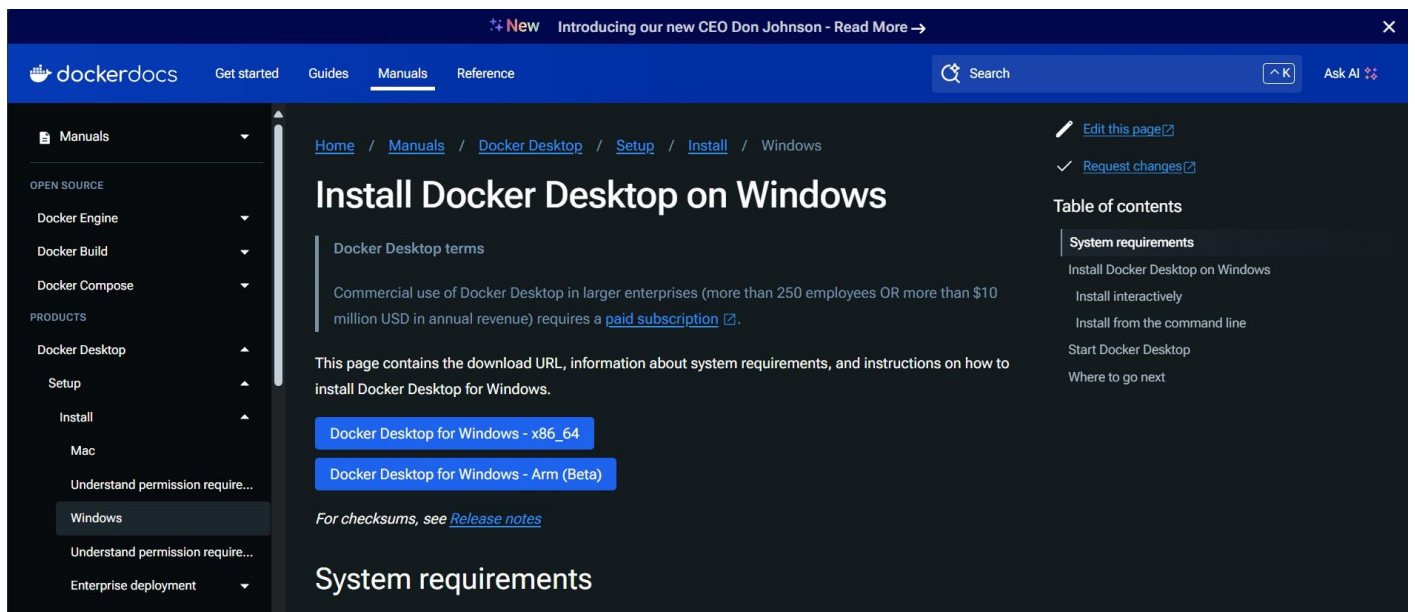 New Introducing our new CEO Don Johnson - Read More →
dockerdocs Get started Guides Manuals Reference Search ^K Ask AI
Manuals
OPEN SOURCE
Docker Engine
Docker Build
Docker Compose
PRODUCTS
Docker Desktop
Setup
Install
Mac
Understand permission require...
Windows
Understand permission require...
Enterprise deployment
Home / Manuals / Docker Desktop / Setup / Install / Windows
Install Docker Desktop on Windows
Docker Desktop terms
Commercial use of Docker Desktop in larger enterprises (more than 250 employees OR more than $10
million USD in annual revenue) requires a paid subscription.
This page contains the download URL, information about system requirements, and instructions on how to
install Docker Desktop for Windows.
Docker Desktop for Windows - x86_64
Docker Desktop for Windows - Arm (Beta)
For checksums, see Release notes
System requirements
Edit this page
Request changes
Table of contents
System requirements
Install Docker Desktop on Windows
Install interactively
Install from the command line
Start Docker Desktop
Where to go next